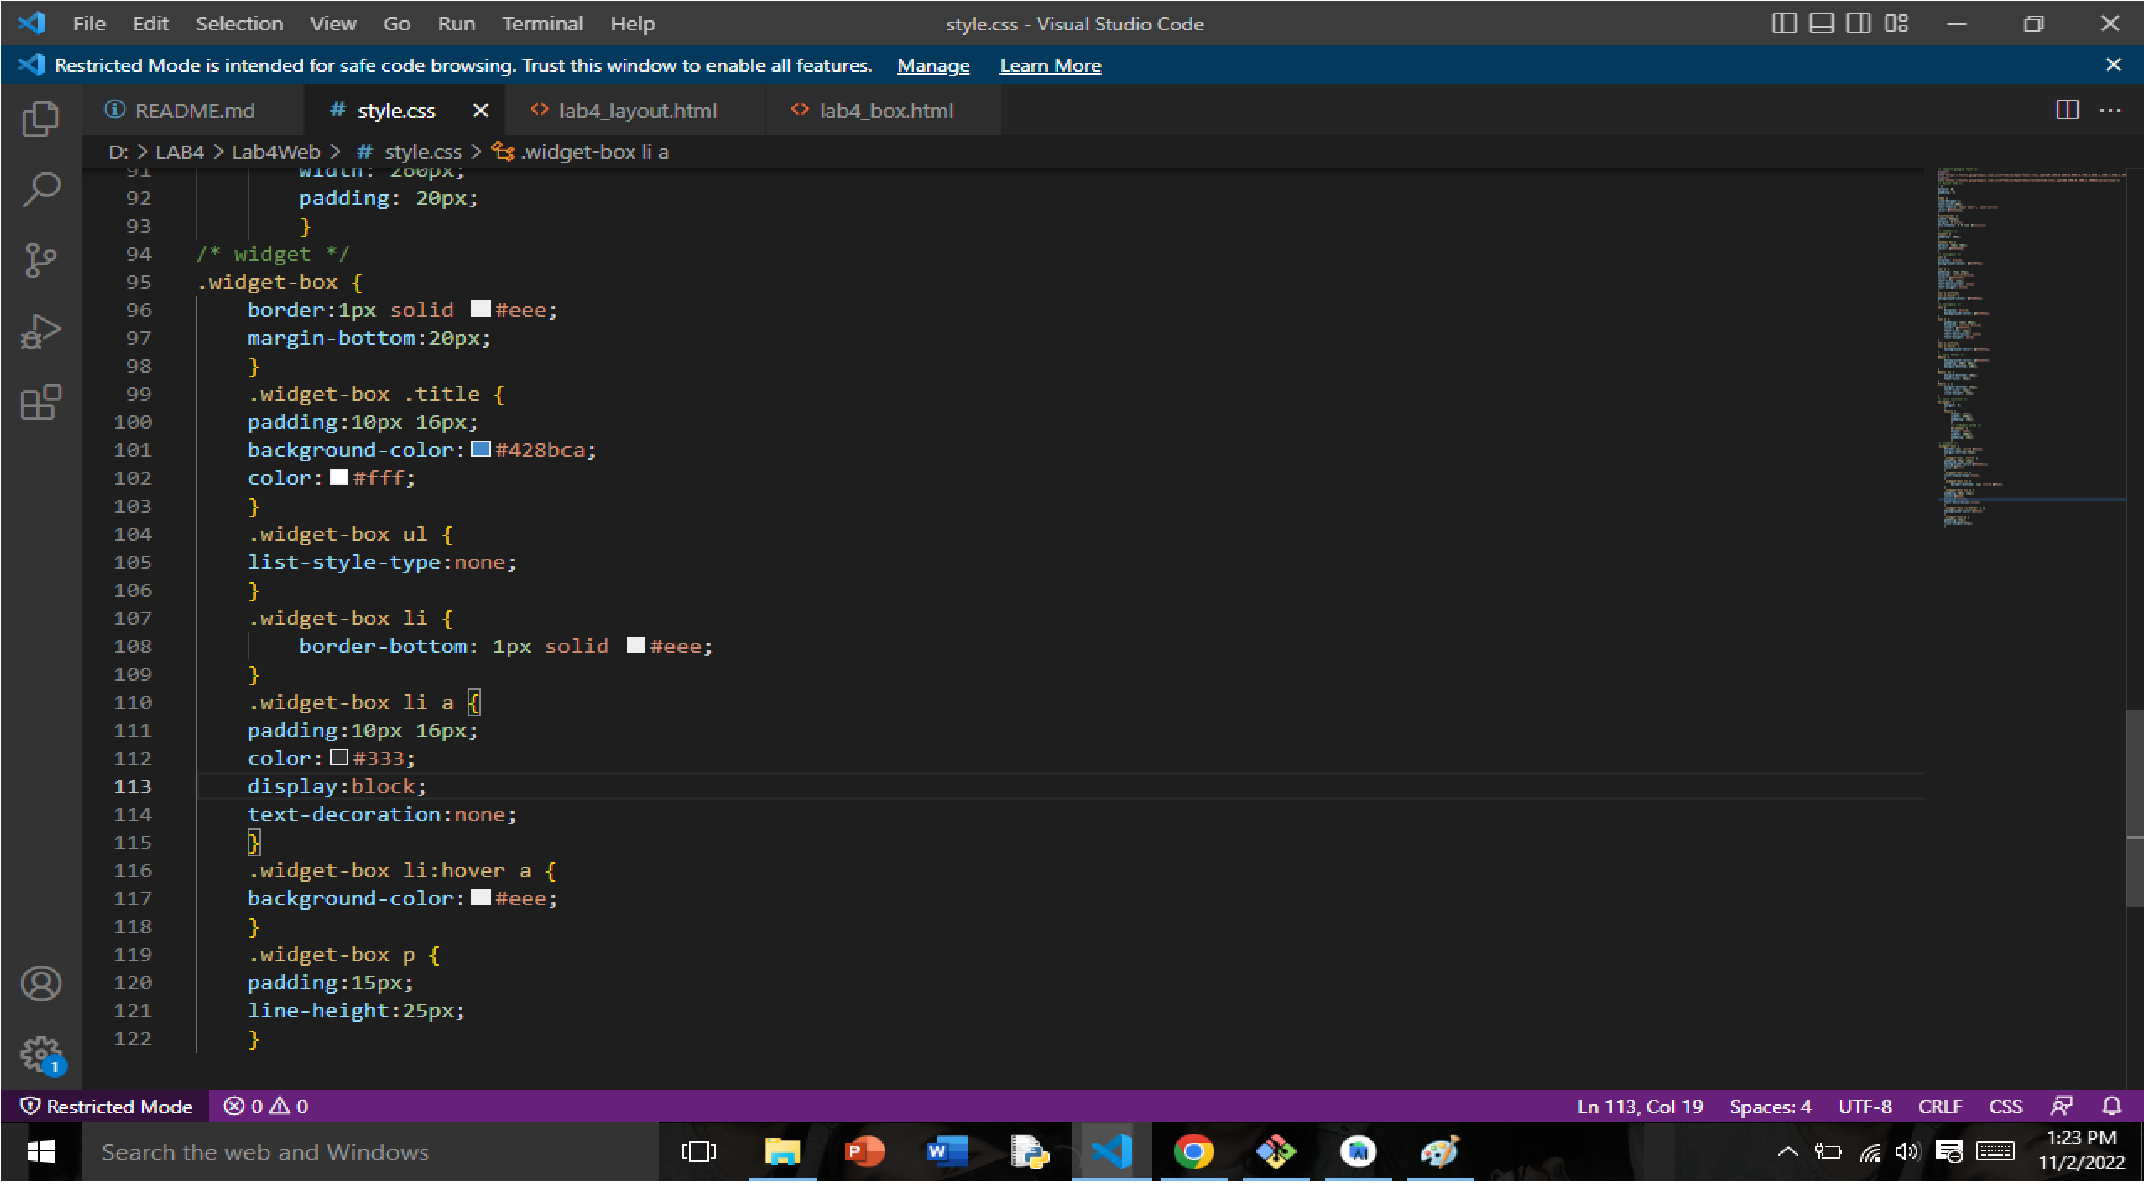 File Edit Selection View Go Run Terminal Help style.css - Visual Studio Code
Restricted Mode is intended for safe code browsing. Trust this window to enable all features. Manage Learn More
README.md # style.css <> lab4_layout.html <> lab4_box.html
D: > LAB4 > Lab4Web > # style.css > .widget-box li a
91 width: 260px;
92 padding: 20px;
93 }
94 /* widget */
95 .widget-box {
96 border:1px solid #eee;
97 margin-bottom:20px;
98 }
99 .widget-box .title {
100 padding:10px 16px;
101 background-color:#428bca;
102 color:#fff;
103 }
104 .widget-box ul {
105 list-style-type:none;
106 }
107 .widget-box li {
108 border-bottom: 1px solid #eee;
109 }
110 .widget-box li a {
111 padding:10px 16px;
112 color:#333;
113 display:block;
114 text-decoration:none;
115 }
116 .widget-box li:hover a {
117 background-color:#eee;
118 }
119 .widget-box p {
120 padding:15px;
121 line-height:25px;
122 }
1
Restricted Mode 0 0 Ln 113, Col 19 Spaces: 4 UTF-8 CRLF CSS
Search the web and Windows
1:23 PM
11/2/2022